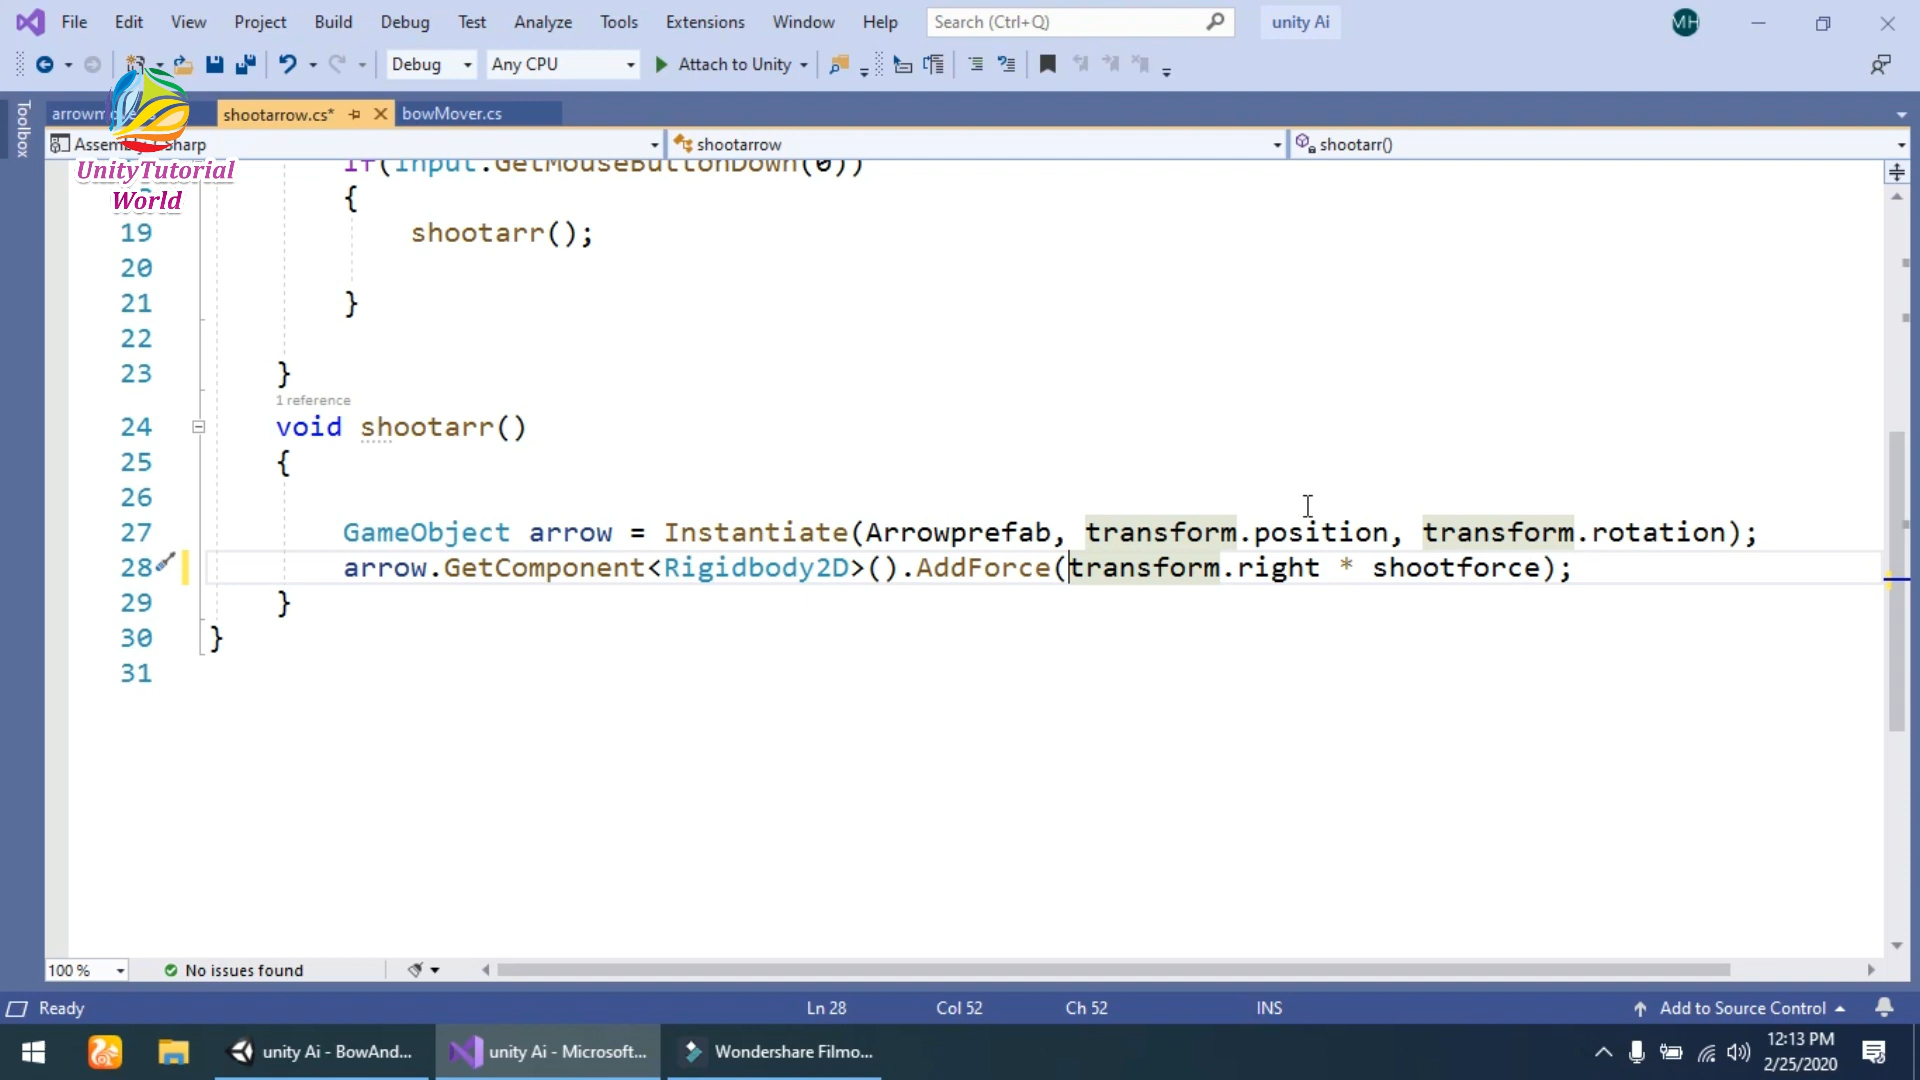 File Edit View Project Build Debug Test Analyze Tools Extensions Window Help Search (Ctrl+Q) unity Ai MH
Debug Any CPU Attach to Unity
shootarrow.cs* bowMover.cs
shootarrow shootarr()
UnityTutorial
World
Toolbox
if(Input.GetMouseButtonDown(0))
{
19 shootarr();
20
21 }
22
23 }
1 reference
24 void shootarr()
25 {
26
27 GameObject arrow = Instantiate(Arrowprefab, transform.position, transform.rotation);
28 arrow.GetComponent<Rigidbody2D>().AddForce(transform.right * shootforce);
29 }
30 }
31
100 % No issues found
Ready Ln 28 Col 52 Ch 52 INS Add to Source Control
unity Ai - BowAnd... unity Ai - Microsoft... Wondershare Filmo...
12:13 PM
2/25/2020